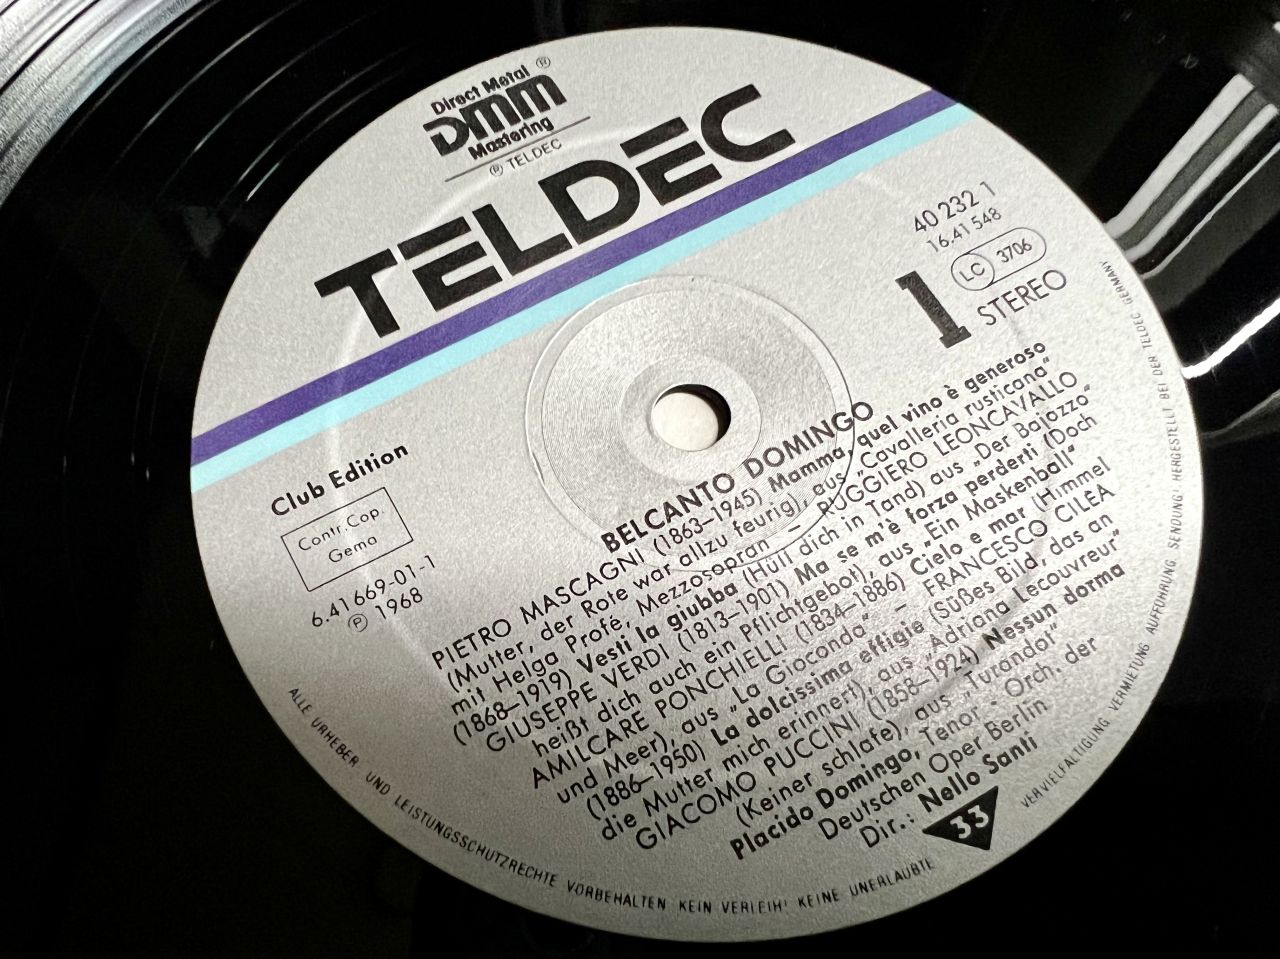 Direct Metal ®
DMM
Mastering
® TELDEC
TELDEC
40 232 1
16.41 548
LC 3706
1
STEREO
Club Edition
Contr. Cop.
Gema
6.41669-01-1
Ⓟ 1968
BELCANTO DOMINGO
PIETRO MASCAGNI (1863–1945) Mamma, quel vino è generoso
(Mutter, der Rote war allzu feurig), aus „Cavalleria rusticana“
mit Helga Profé, Mezzosopran – RUGGIERO LEONCAVALLO
(1868–1919) Vesti la giubba (Hüll dich in Tand) aus „Der Bajazzo“
GIUSEPPE VERDI (1813–1901) Ma se m'è forza perderti (Doch
heißt dich auch ein Pflichtgebot), aus „Ein Maskenball“
AMILCARE PONCHIELLI (1834–1886) Cielo e mar (Himmel
und Meer), aus „La Gioconda“ – FRANCESCO CILEA
(1886–1950) La dolcissima effigie (Süßes Bild, das an
die Mutter mich erinnert), aus „Adriana Lecouvreur“
GIACOMO PUCCINI (1858–1924) Nessun dorma
(Keiner schlafe), aus „Turandot“
Placido Domingo, Tenor · Orch. der
Deutschen Oper Berlin
Dir.: Nello Santi
33
ALLE URHEBER UND LEISTUNGSSCHUTZRECHTE VORBEHALTEN KEIN VERLEIH! KEINE UNERLAUBTE VERVIELFÄLTIGUNG VERMIETUNG AUFFÜHRUNG SENDUNG! HERGESTELLT BEI DER TELDEC GERMANY